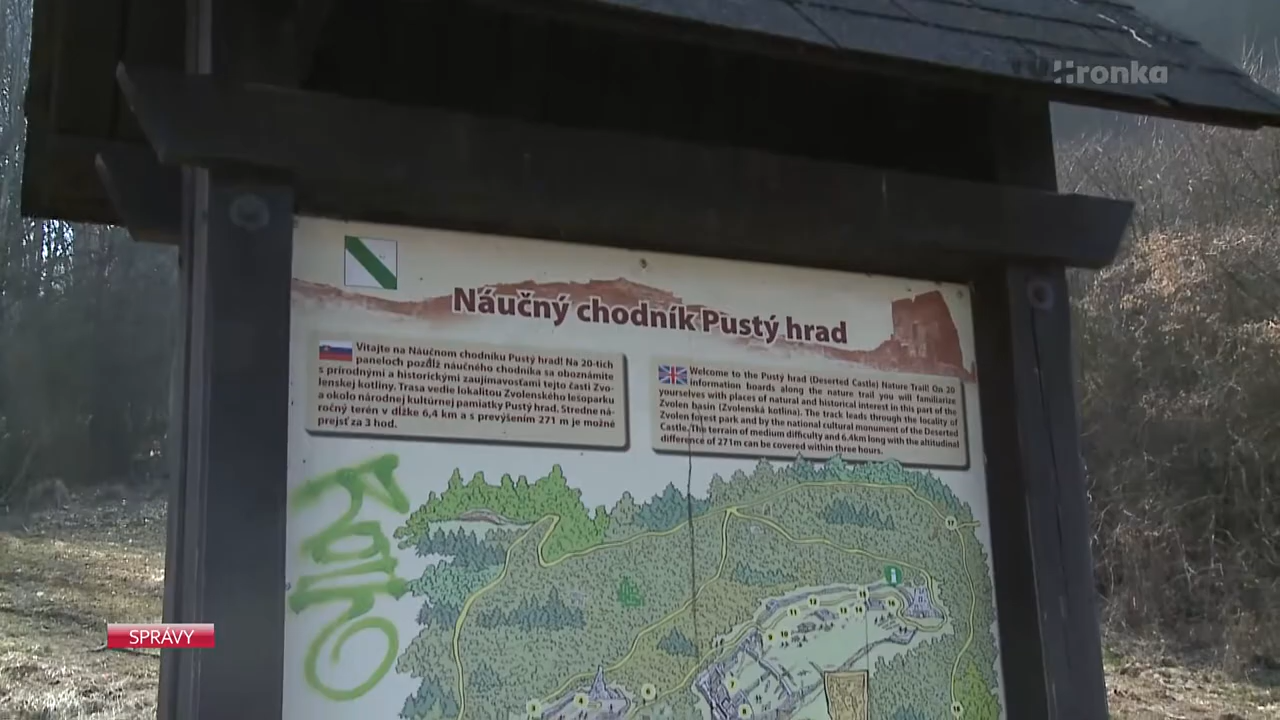 Hronka
Náučný chodník Pustý hrad
Vitajte na Náučnom chodníku Pustý hrad! Na 20-tich
paneloch pozdĺž náučného chodníka sa oboznámite
s prírodnými a historickými zaujímavosťami tejto časti Zvo-
lenskej kotliny. Trasa vedie lokalitou Zvolenského lesoparku
a okolo národnej kultúrnej pamiatky Pustý hrad. Stredne ná-
ročný terén v dĺžke 6,4 km a s prevýšením 271 m je možné
prejsť za 3 hod.
Welcome to the Pustý hrad (Deserted Castle) Nature Trail! On 20
information boards along the nature trail you will familiarize
yourselves with places of natural and historical interest in this part of the
Zvolen basin (Zvolenská kotlina). The track leads through the locality of
Zvolen forest park and by the national cultural monument of the Deserted
Castle. The terrain of medium difficulty and 6,4km long with the altitudinal
difference of 271m can be covered within three hours.
SPRÁVY